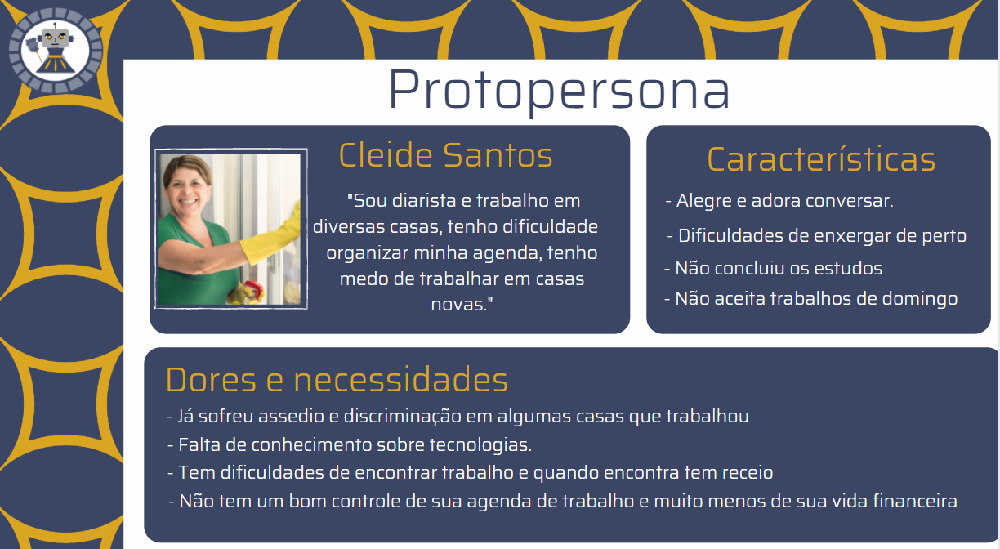 Protopersona
Cleide Santos
"Sou diarista e trabalho em
diversas casas, tenho dificuldade
organizar minha agenda, tenho
medo de trabalhar em casas
novas."
Características
- Alegre e adora conversar.
- Dificuldades de enxergar de perto
- Não concluiu os estudos
- Não aceita trabalhos de domingo
Dores e necessidades
- Já sofreu assedio e discriminação em algumas casas que trabalhou
- Falta de conhecimento sobre tecnologias.
- Tem dificuldades de encontrar trabalho e quando encontra tem receio
- Não tem um bom controle de sua agenda de trabalho e muito menos de sua vida financeira